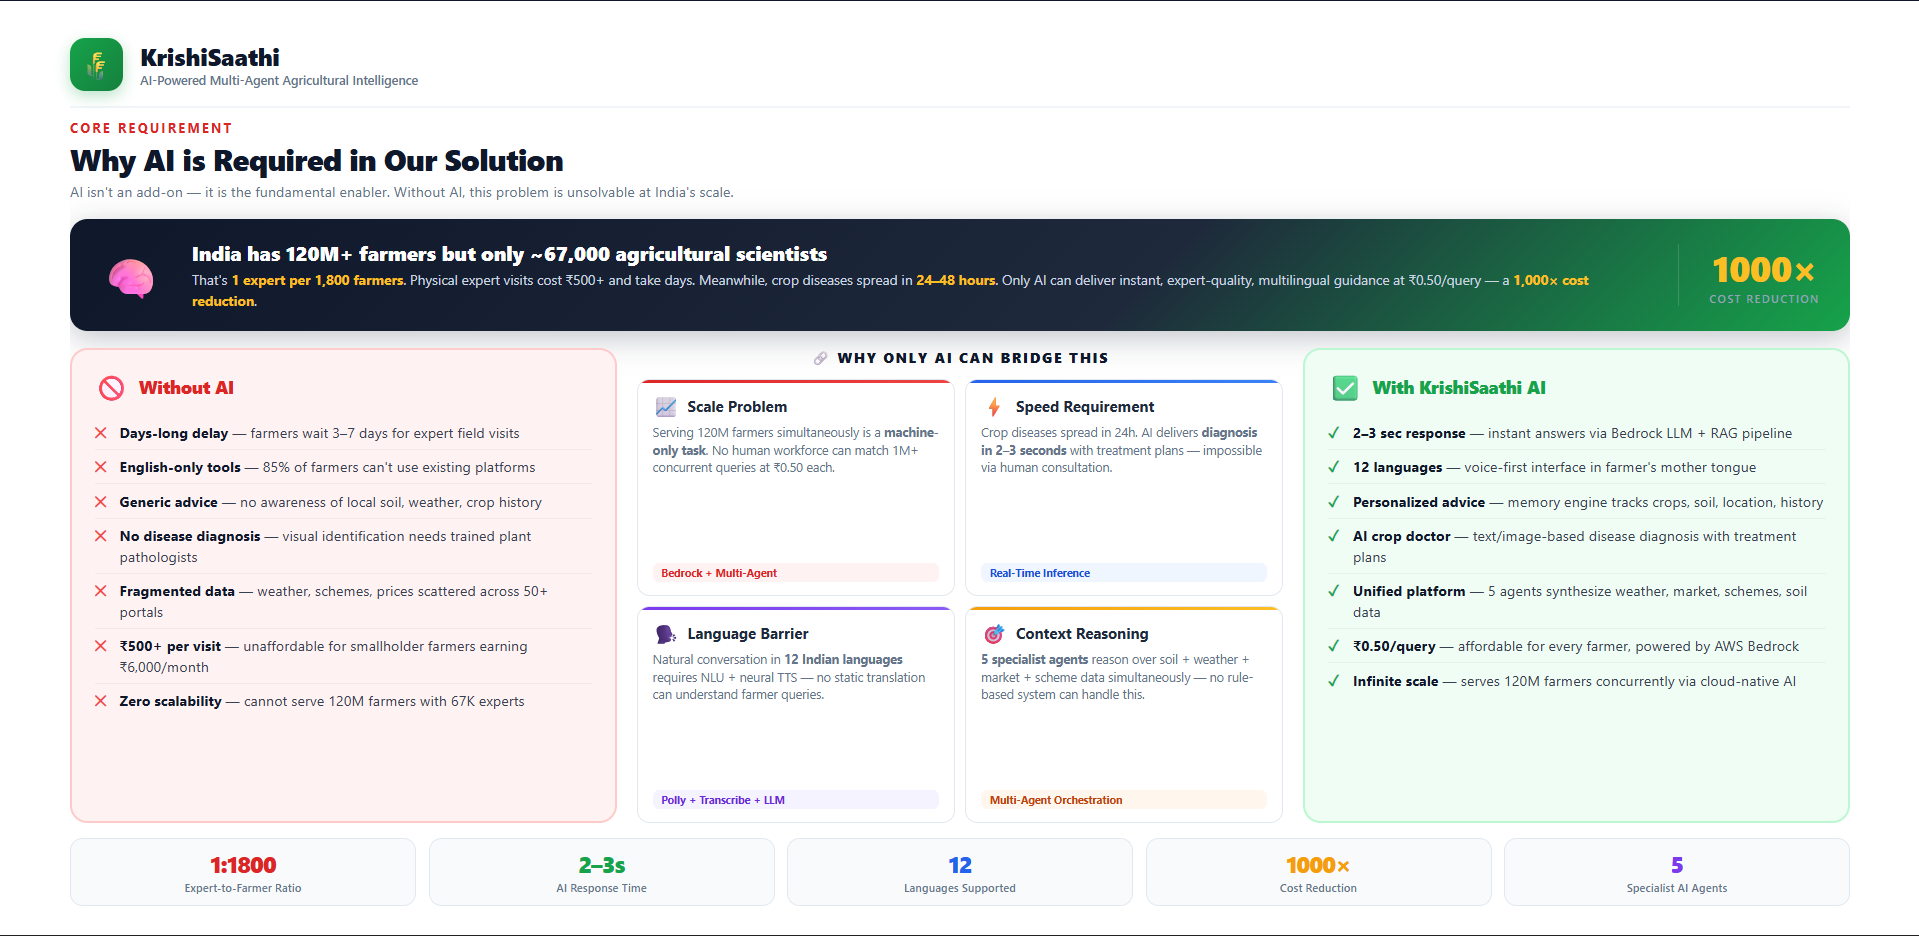 KrishiSaathi
AI-Powered Multi-Agent Agricultural Intelligence
CORE REQUIREMENT
Why AI is Required in Our Solution
AI isn't an add-on — it is the fundamental enabler. Without AI, this problem is unsolvable at India's scale.
India has 120M+ farmers but only ~67,000 agricultural scientists
That's 1 expert per 1,800 farmers. Physical expert visits cost ₹500+ and take days. Meanwhile, crop diseases spread in 24–48 hours. Only AI can deliver instant, expert-quality, multilingual guidance at ₹0.50/query — a 1,000× cost
reduction.
1000×
COST REDUCTION
Without AI
Days-long delay — farmers wait 3–7 days for expert field visits
English-only tools — 85% of farmers can't use existing platforms
Generic advice — no awareness of local soil, weather, crop history
No disease diagnosis — visual identification needs trained plant
pathologists
Fragmented data — weather, schemes, prices scattered across 50+
portals
₹500+ per visit — unaffordable for smallholder farmers earning
₹6,000/month
Zero scalability — cannot serve 120M farmers with 67K experts
WHY ONLY AI CAN BRIDGE THIS
Scale Problem
Serving 120M farmers simultaneously is a machine-
only task. No human workforce can match 1M+
concurrent queries at ₹0.50 each.
Bedrock + Multi-Agent
Speed Requirement
Crop diseases spread in 24h. AI delivers diagnosis
in 2–3 seconds with treatment plans — impossible
via human consultation.
Real-Time Inference
Language Barrier
Natural conversation in 12 Indian languages
requires NLU + neural TTS — no static translation
can understand farmer queries.
Polly + Transcribe + LLM
Context Reasoning
5 specialist agents reason over soil + weather +
market + scheme data simultaneously — no rule-
based system can handle this.
Multi-Agent Orchestration
With KrishiSaathi AI
2–3 sec response — instant answers via Bedrock LLM + RAG pipeline
12 languages — voice-first interface in farmer's mother tongue
Personalized advice — memory engine tracks crops, soil, location, history
AI crop doctor — text/image-based disease diagnosis with treatment
plans
Unified platform — 5 agents synthesize weather, market, schemes, soil
data
₹0.50/query — affordable for every farmer, powered by AWS Bedrock
Infinite scale — serves 120M farmers concurrently via cloud-native AI
1:1800
Expert-to-Farmer Ratio
2–3s
AI Response Time
12
Languages Supported
1000×
Cost Reduction
5
Specialist AI Agents